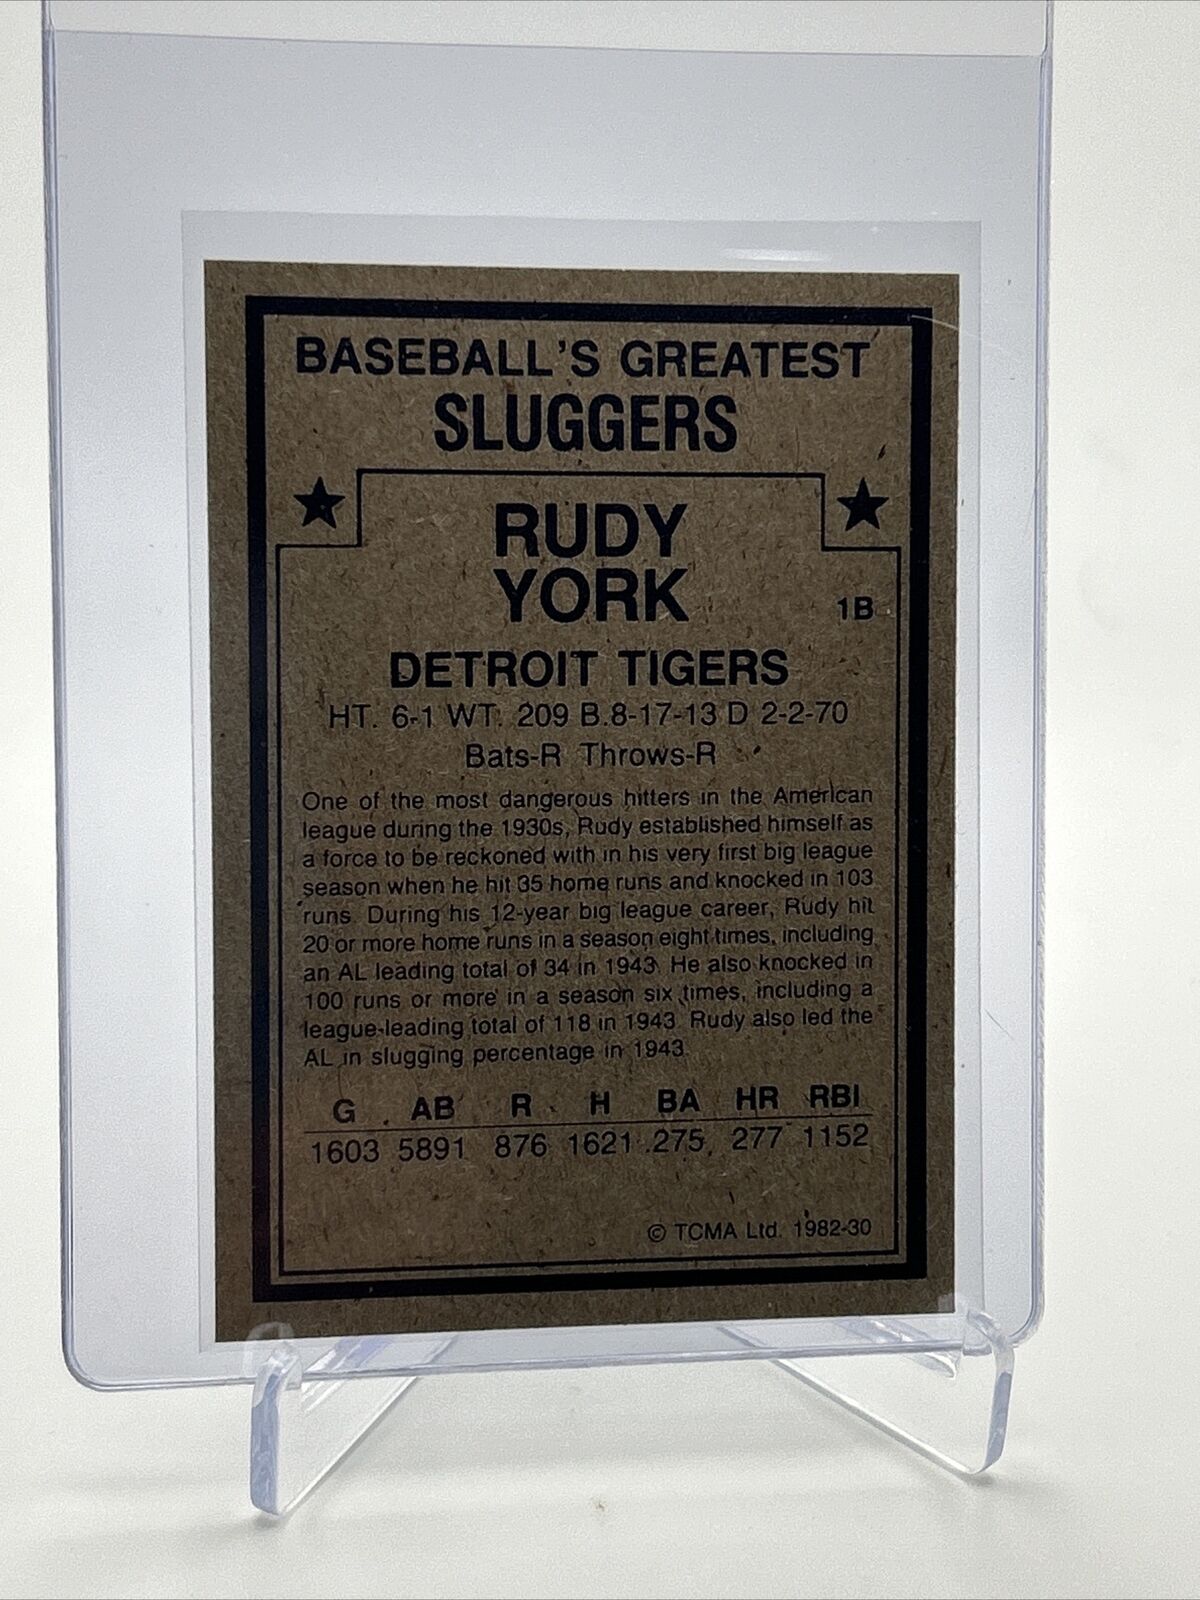 BASEBALL'S GREATEST
SLUGGERS
RUDY
YORK
1B
DETROIT TIGERS
HT. 6-1 WT. 209 B.8-17-13 D 2-2-70
Bats-R Throws-R
One of the most dangerous hitters in the American
league during the 1930s, Rudy established himself as
a force to be reckoned with in his very first big league
season when he hit 35 home runs and knocked in 103
runs. During his 12-year big league career, Rudy hit
20 or more home runs in a season eight times, including
an AL leading total of 34 in 1943. He also knocked in
100 runs or more in a season six times, including a
league-leading total of 118 in 1943. Rudy also led the
AL in slugging percentage in 1943.
G AB R H BA HR RBI
1603 5891 876 1621 .275 277 1152
© TCMA Ltd. 1982-30